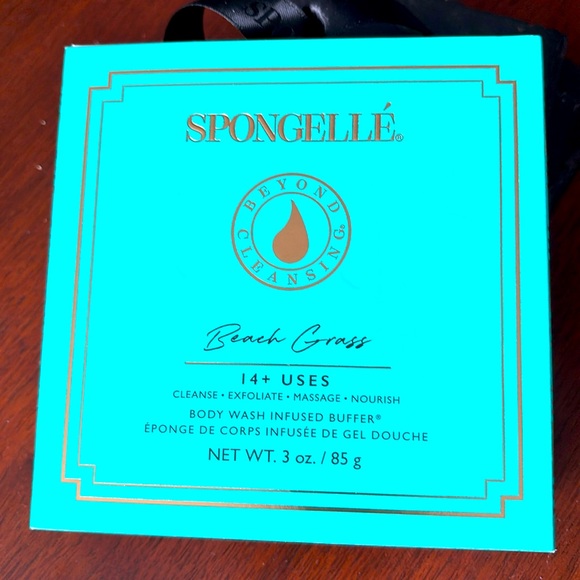 SPONGELLÉ®
BEYOND CLEANSING®
Beach Grass
14+ USES
CLEANSE • EXFOLIATE • MASSAGE • NOURISH
BODY WASH INFUSED BUFFER®
ÉPONGE DE CORPS INFUSÉE DE GEL DOUCHE
NET WT. 3 oz. / 85 g